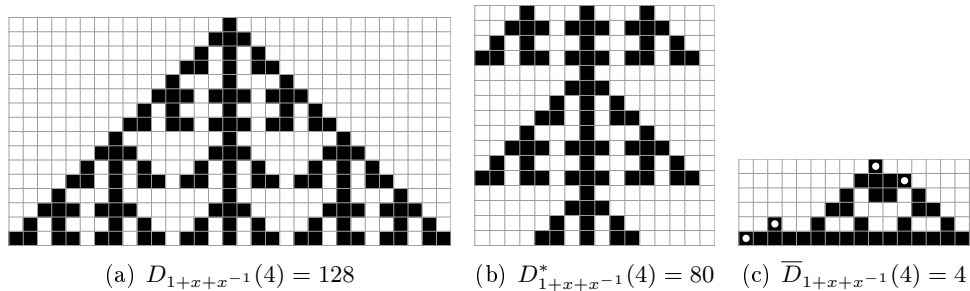 (a) $D_{1+x+x^{-1}}(4) = 128$
(b) $D^{*}_{1+x+x^{-1}}(4) = 80$
(c) $\overline{D}_{1+x+x^{-1}}(4) = 4$